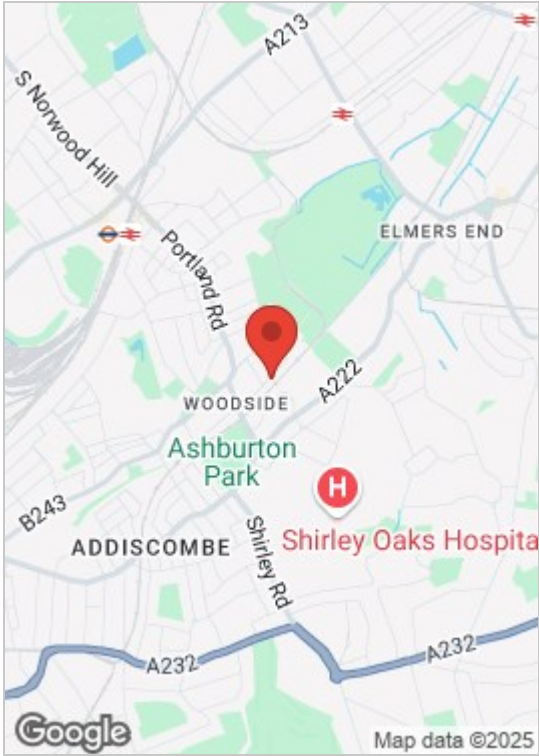 A213
S Norwood Hill
ELMERS END
Portland Rd
A222
WOODSIDE
Ashburton
Park
H
B243
Shirley Oaks Hospita
ADDISCOMBE
Shirley Rd
A232
A232
Google
Map data ©2025